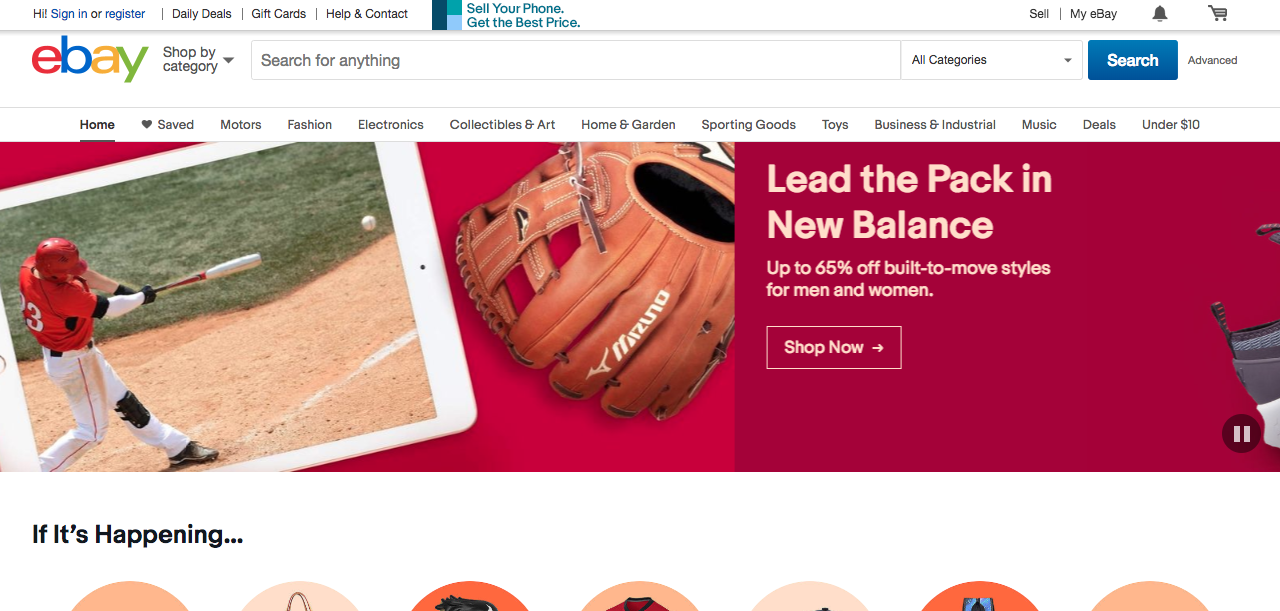 Hi! Sign in or register
Daily Deals
Gift Cards
Help & Contact
Sell Your Phone.
Get the Best Price.
Sell
My eBay
ebay
Shop by
category
Search for anything
All Categories
Search
Advanced
Home
Saved
Motors
Fashion
Electronics
Collectibles & Art
Home & Garden
Sporting Goods
Toys
Business & Industrial
Music
Deals
Under $10
Lead the Pack in
New Balance
Up to 65% off built-to-move styles
for men and women.
Shop Now →
MIZUNO
If It's Happening...